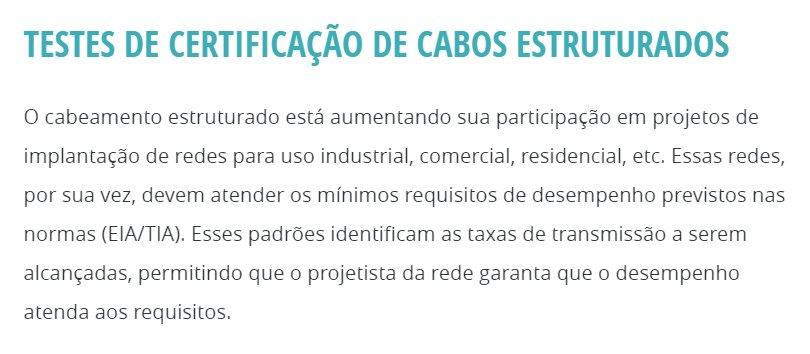 TESTES DE CERTIFICAÇÃO DE CABOS ESTRUTURADOS
O cabeamento estruturado está aumentando sua participação em projetos de
implantação de redes para uso industrial, comercial, residencial, etc. Essas redes,
por sua vez, devem atender os mínimos requisitos de desempenho previstos nas
normas (EIA/TIA). Esses padrões identificam as taxas de transmissão a serem
alcançadas, permitindo que o projetista da rede garanta que o desempenho
atenda aos requisitos.